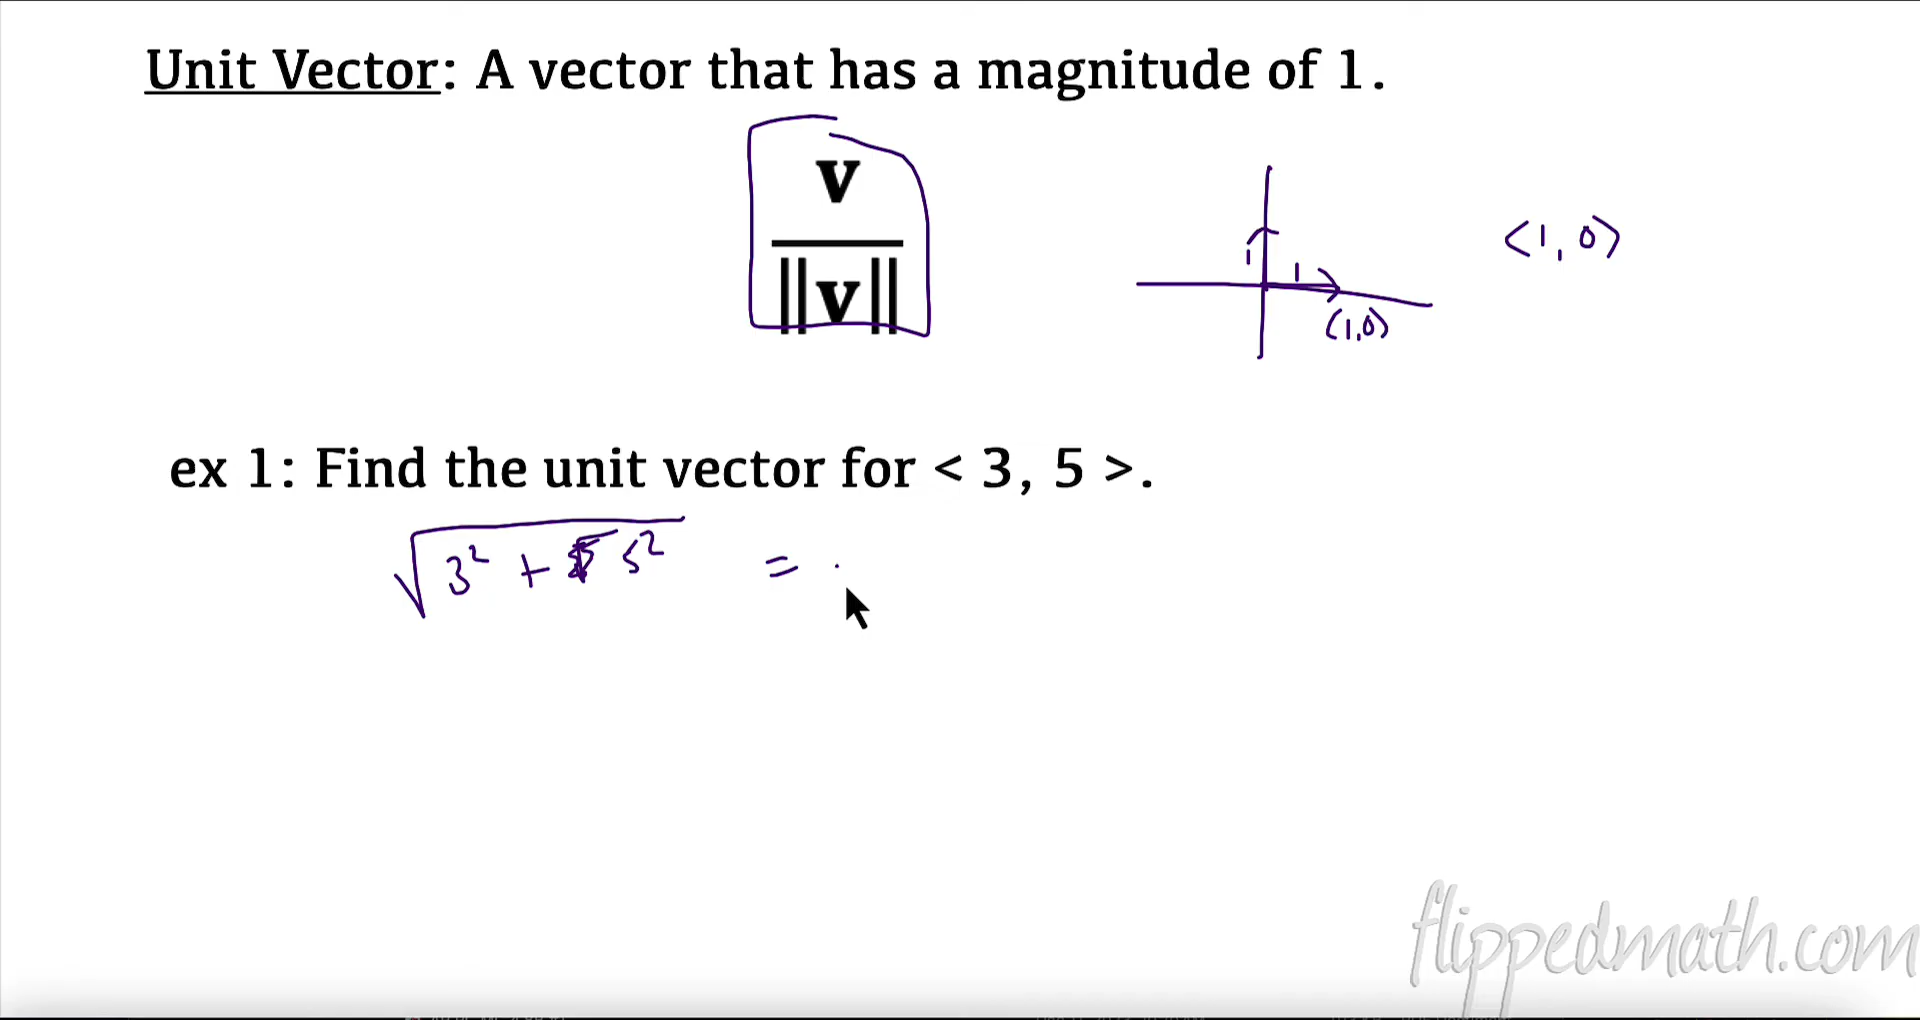 Unit Vector: A vector that has a magnitude of 1.
v
||v||
1
1
(1,0)
<1,0>
ex 1: Find the unit vector for < 3, 5 >.
√3² + 5² =
flippedmath.com